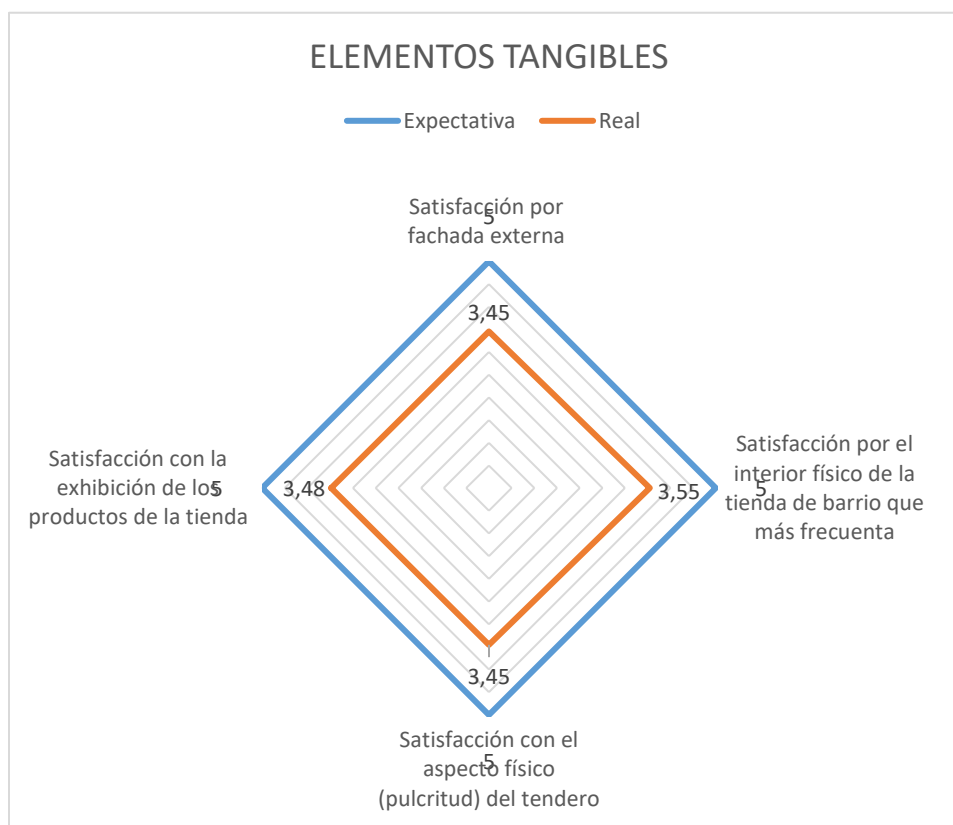 ELEMENTOS TANGIBLES
Expectativa Real
Satisfacción por
fachada externa
5
3,45
Satisfacción por el
interior físico de la
tienda de barrio que
más frecuenta
5
3,55
Satisfacción con el
aspecto físico
(pulcritud) del tendero
5
3,45
Satisfacción con la
exhibición de los
productos de la tienda
5
3,48